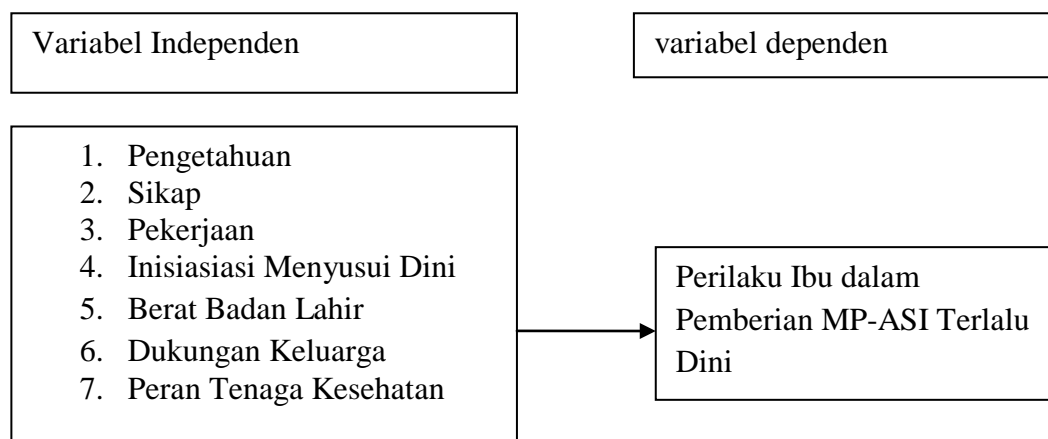 Variabel Independen
variabel dependen
1. Pengetahuan
2. Sikap
3. Pekerjaan
4. Inisiasiasi Menyusui Dini
5. Berat Badan Lahir
6. Dukungan Keluarga
7. Peran Tenaga Kesehatan
Perilaku Ibu dalam
Pemberian MP-ASI Terlalu
Dini